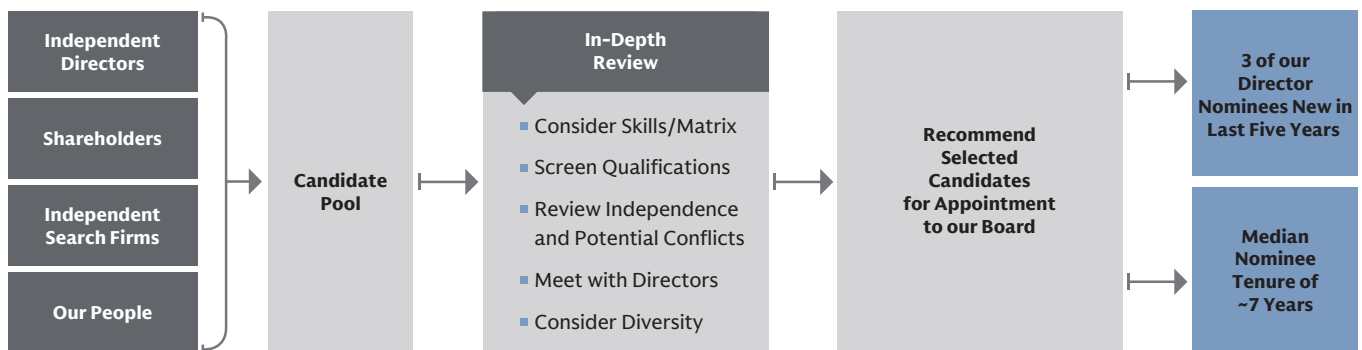 Independent
Directors
Shareholders
Independent
Search Firms
Our People
Candidate
Pool
In-Depth
Review
Consider Skills/Matrix
Screen Qualifications
Review Independence
and Potential Conflicts
Meet with Directors
Consider Diversity
Recommend
Selected
Candidates
for Appointment
to our Board
3 of our
Director
Nominees New in
Last Five Years
Median
Nominee
Tenure of
~7 Years